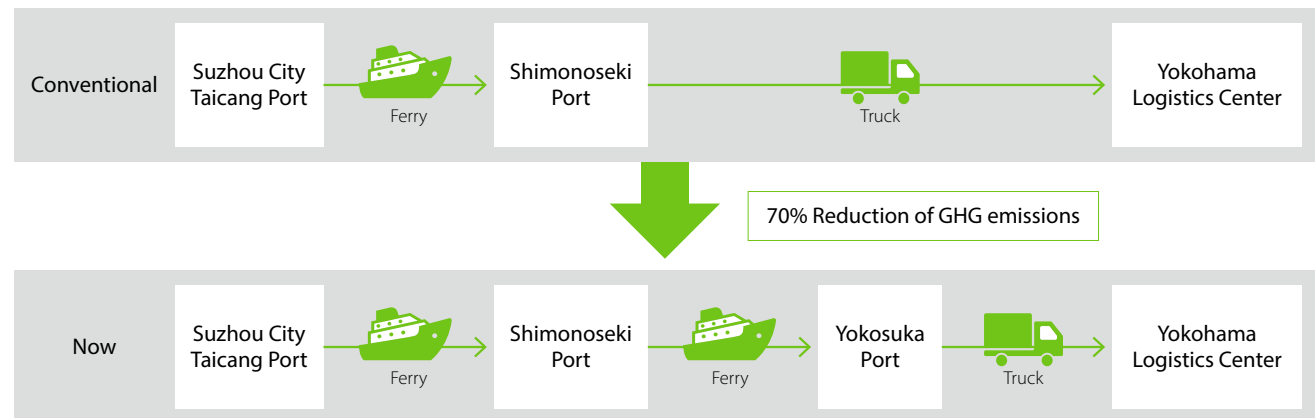 Conventional
Suzhou City
Taicang Port
Ferry
Shimonoseki
Port
Truck
Yokohama
Logistics Center
70% Reduction of GHG emissions
Now
Suzhou City
Taicang Port
Ferry
Shimonoseki
Port
Ferry
Yokosuka
Port
Truck
Yokohama
Logistics Center